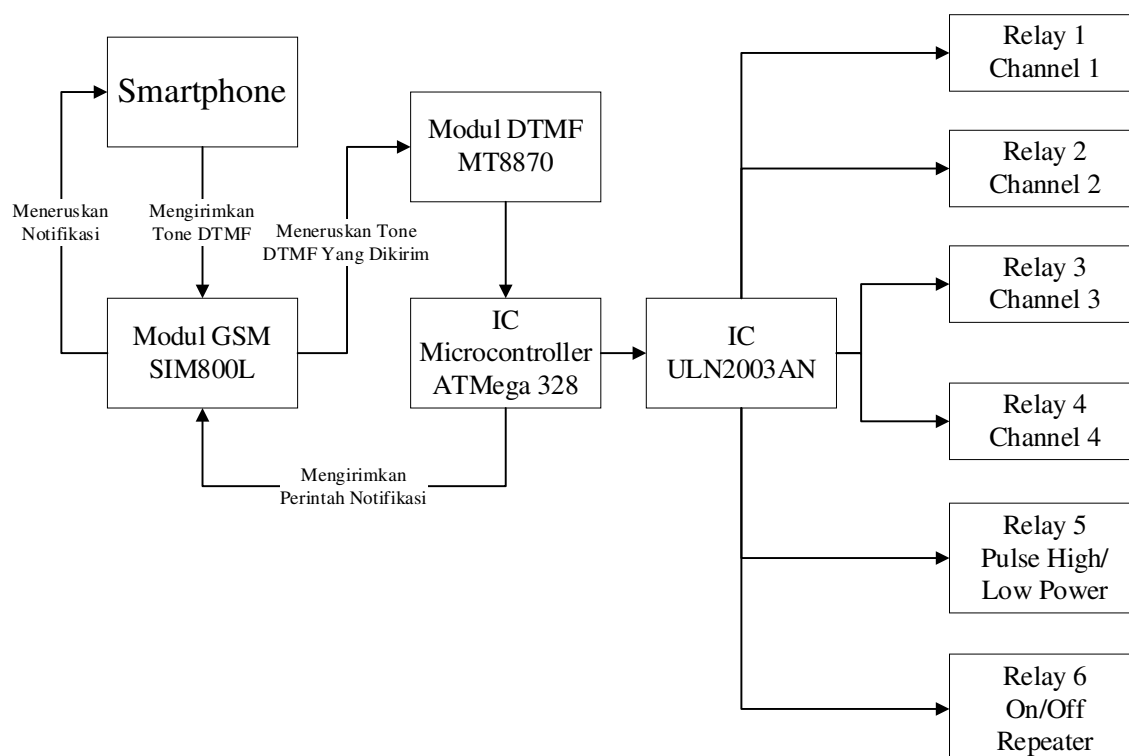 Smartphone
Meneruskan
Notifikasi
Mengirimkan
Tone DTMF
Modul GSM
SIM800L
Meneruskan Tone
DTMF Yang Dikirim
Modul DTMF
MT8870
IC
Microcontroller
ATMega 328
Mengirimkan
Perintah Notifikasi
IC
ULN2003AN
Relay 1
Channel 1
Relay 2
Channel 2
Relay 3
Channel 3
Relay 4
Channel 4
Relay 5
Pulse High/
Low Power
Relay 6
On/Off
Repeater